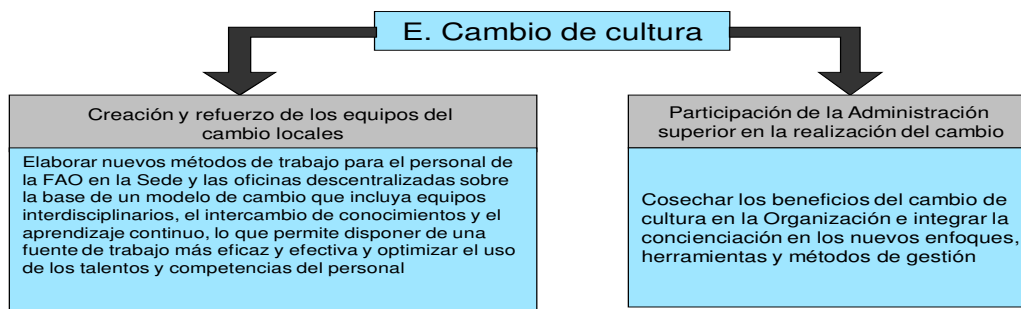 E. Cambio de cultura
Creación y refuerzo de los equipos del
cambio locales
Elaborar nuevos métodos de trabajo para el personal de
la FAO en la Sede y las oficinas descentralizadas sobre
la base de un modelo de cambio que incluya equipos
interdisciplinarios, el intercambio de conocimientos y el
aprendizaje continuo, lo que permite disponer de una
fuente de trabajo más eficaz y efectiva y optimizar el uso
de los talentos y competencias del personal
Participación de la Administración
superior en la realización del cambio
Cosechar los beneficios del cambio de
cultura en la Organización e integrar la
concienciación en los nuevos enfoques,
herramientas y métodos de gestión